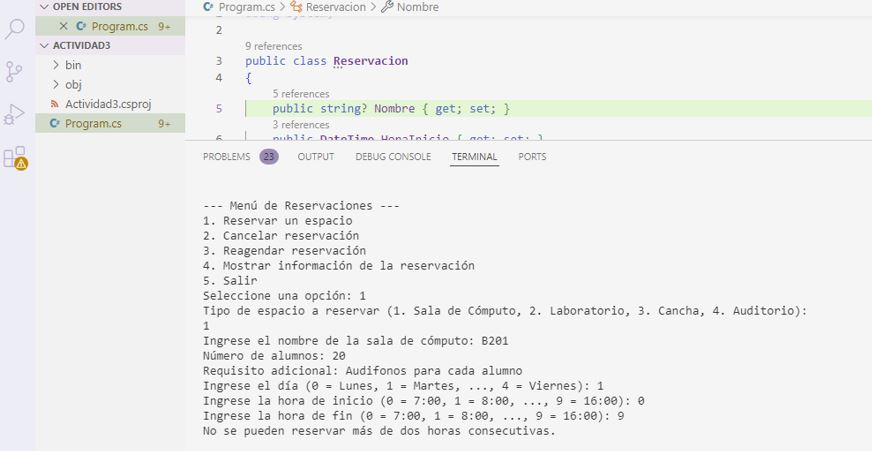 OPEN EDITORS
Program.cs 9+
ACTIVIDAD3
bin
obj
Actividad3.csproj
Program.cs 9+
Program.cs > Reservacion > Nombre
using System;
2
9 references
3 public class Reservacion
4 {
5 references
5 public string? Nombre { get; set; }
3 references
6 public DateTime HoraInicio { get; set; }
PROBLEMS 23 OUTPUT DEBUG CONSOLE TERMINAL PORTS
--- Menú de Reservaciones ---
1. Reservar un espacio
2. Cancelar reservación
3. Reagendar reservación
4. Mostrar información de la reservación
5. Salir
Seleccione una opción: 1
Tipo de espacio a reservar (1. Sala de Cómputo, 2. Laboratorio, 3. Cancha, 4. Auditorio):
1
Ingrese el nombre de la sala de cómputo: B201
Número de alumnos: 20
Requisito adicional: Audifonos para cada alumno
Ingrese el día (0 = Lunes, 1 = Martes, ..., 4 = Viernes): 1
Ingrese la hora de inicio (0 = 7:00, 1 = 8:00, ..., 9 = 16:00): 0
Ingrese la hora de fin (0 = 7:00, 1 = 8:00, ..., 9 = 16:00): 9
No se pueden reservar más de dos horas consecutivas.